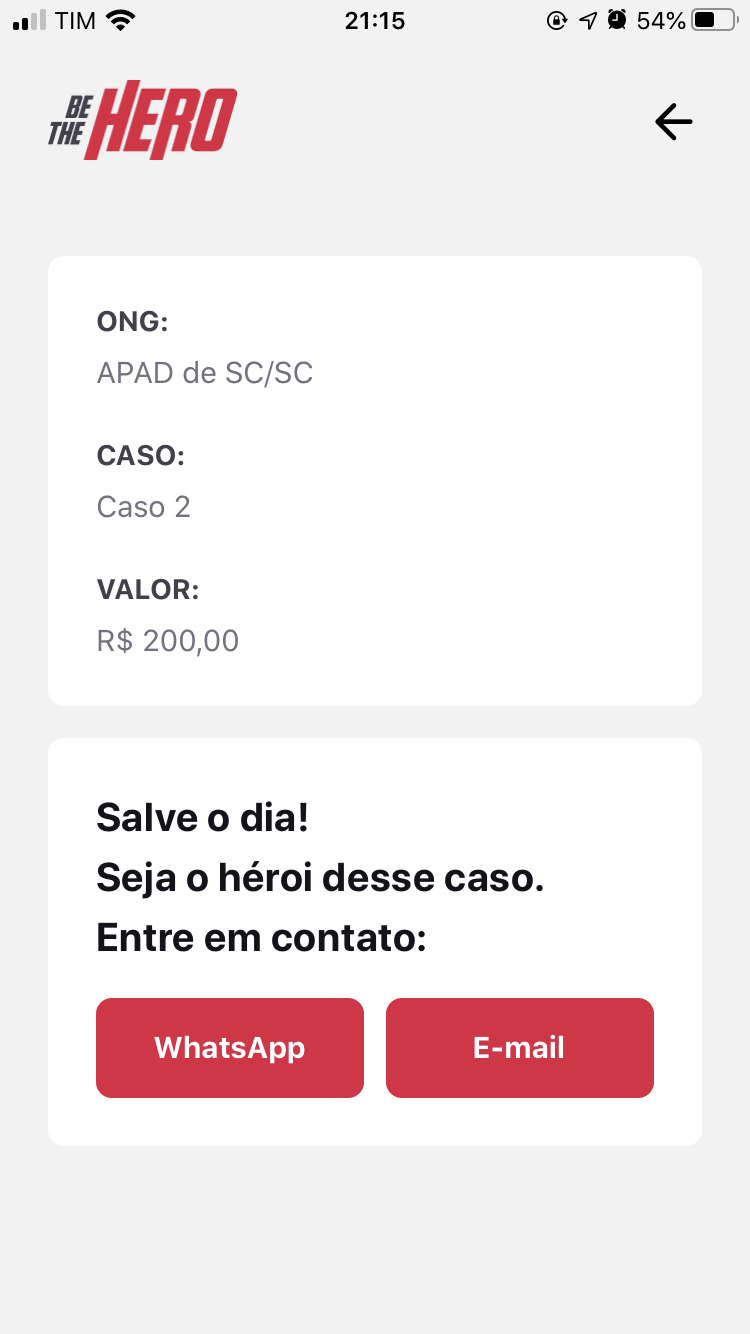 TIM 21:15 54%
BE
THE HERO
ONG:
APAD de SC/SC
CASO:
Caso 2
VALOR:
R$ 200,00
Salve o dia!
Seja o héroi desse caso.
Entre em contato:
WhatsApp E-mail